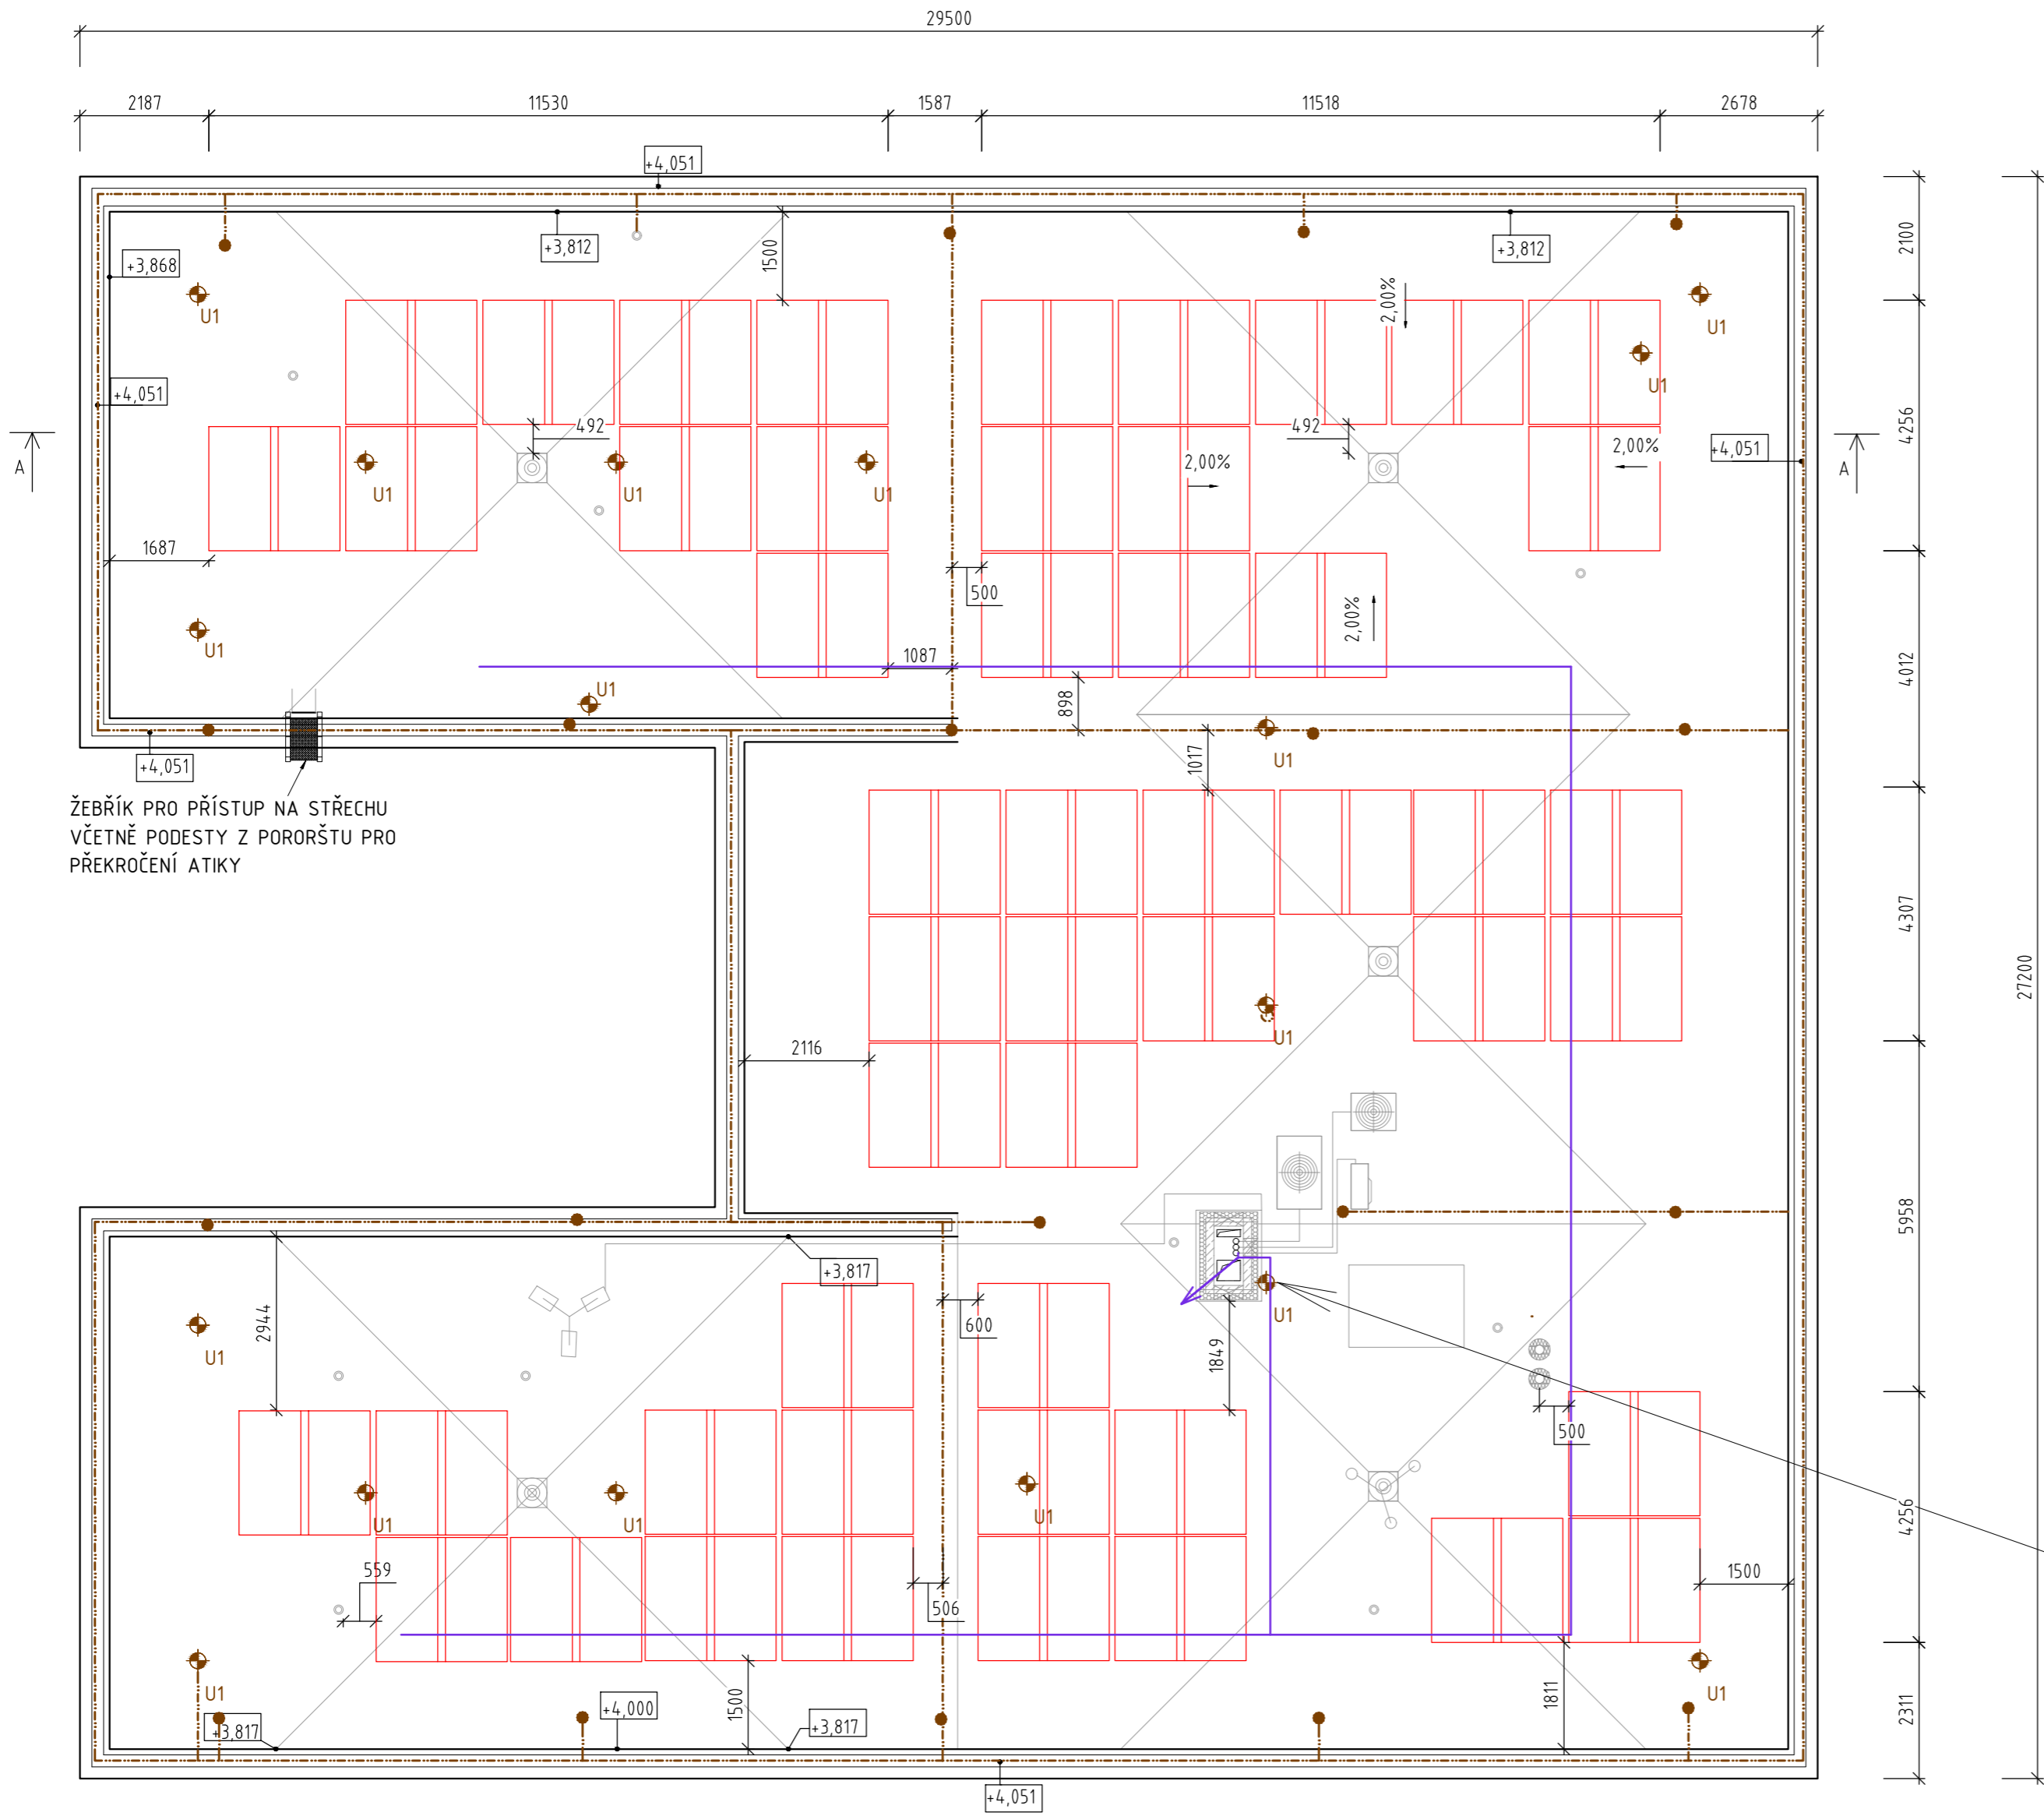 29500
2187
11530
1587
11518
2678
+4,051
+3,812
+3,812
+3,868
1500
2100
U1
U1
2,00%
U1
+4,051
492
492
4256
A
2,00%
2,00%
+4,051
A
U1
U1
U1
1687
500
2,00%
4012
U1
1087
U1
898
+4,051
1017
U1
ŽEBŘÍK PRO PŘÍSTUP NA STŘECHU
VČETNĚ PODESTY Z PORORŠTU PRO
PŘEKROČENÍ ATIKY
4307
27200
U1
2116
5958
+3,817
2944
600
U1
U1
1849
500
U1
U1
U1
4256
559
506
1500
U1
U1
+4,000
1500
1811
2311
+3,817
+3,817
+4,051